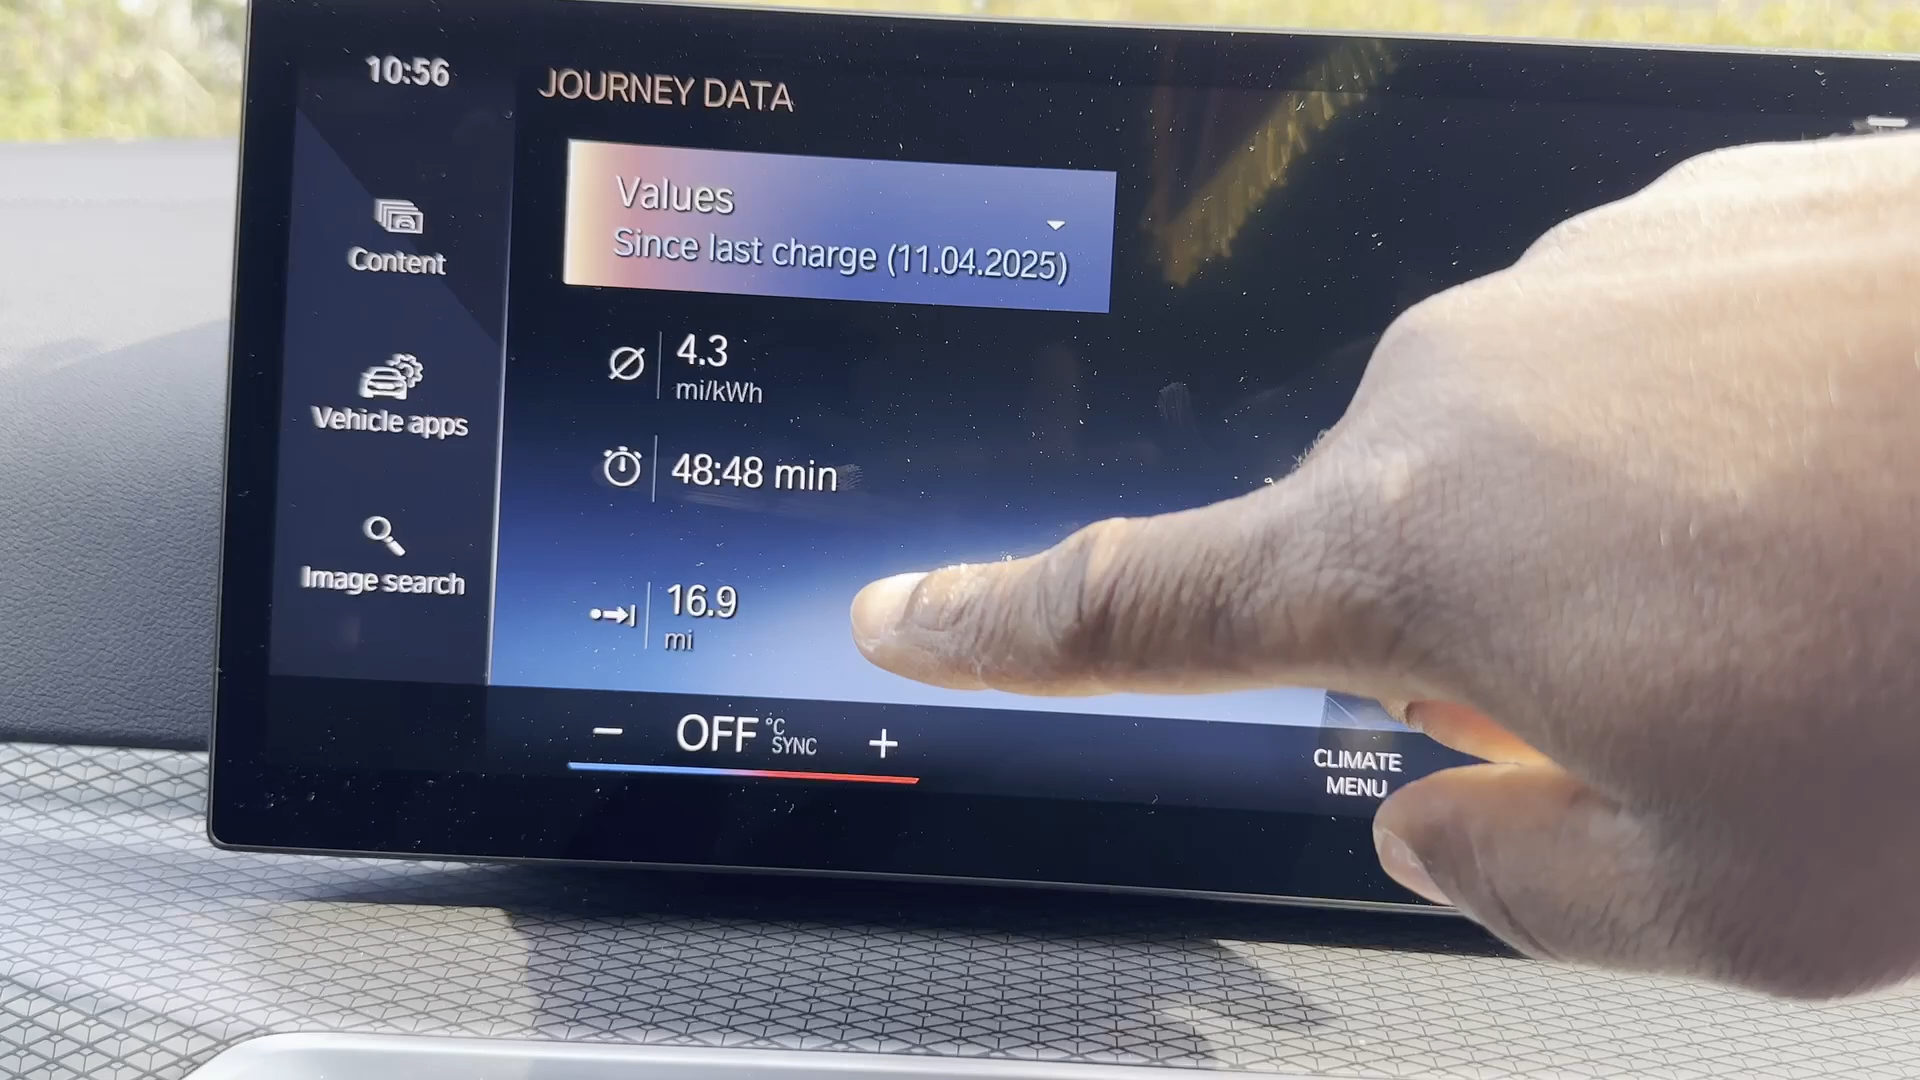 10:56
JOURNEY DATA
Content
Vehicle apps
Image search
Values
Since last charge (11.04.2025)
4.3
mi/kWh
48:48 min
16.9
mi
− OFF °C SYNC +
CLIMATE
MENU